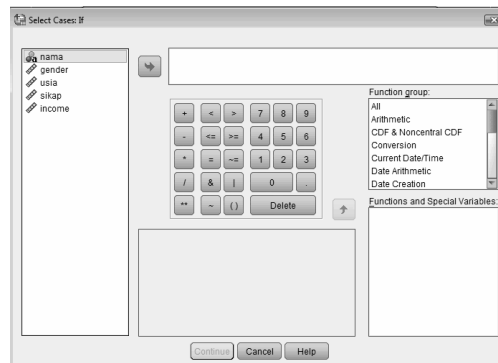 Select Cases: If
nama
gender
usia
sikap
income
+ < > 7 8 9
- <= >= 4 5 6
* = ~= 1 2 3
/ & | 0 .
** ~ ( ) Delete
Function group:
All
Arithmetic
CDF & Noncentral CDF
Conversion
Current Date/Time
Date Arithmetic
Date Creation
Functions and Special Variables:
Continue Cancel Help